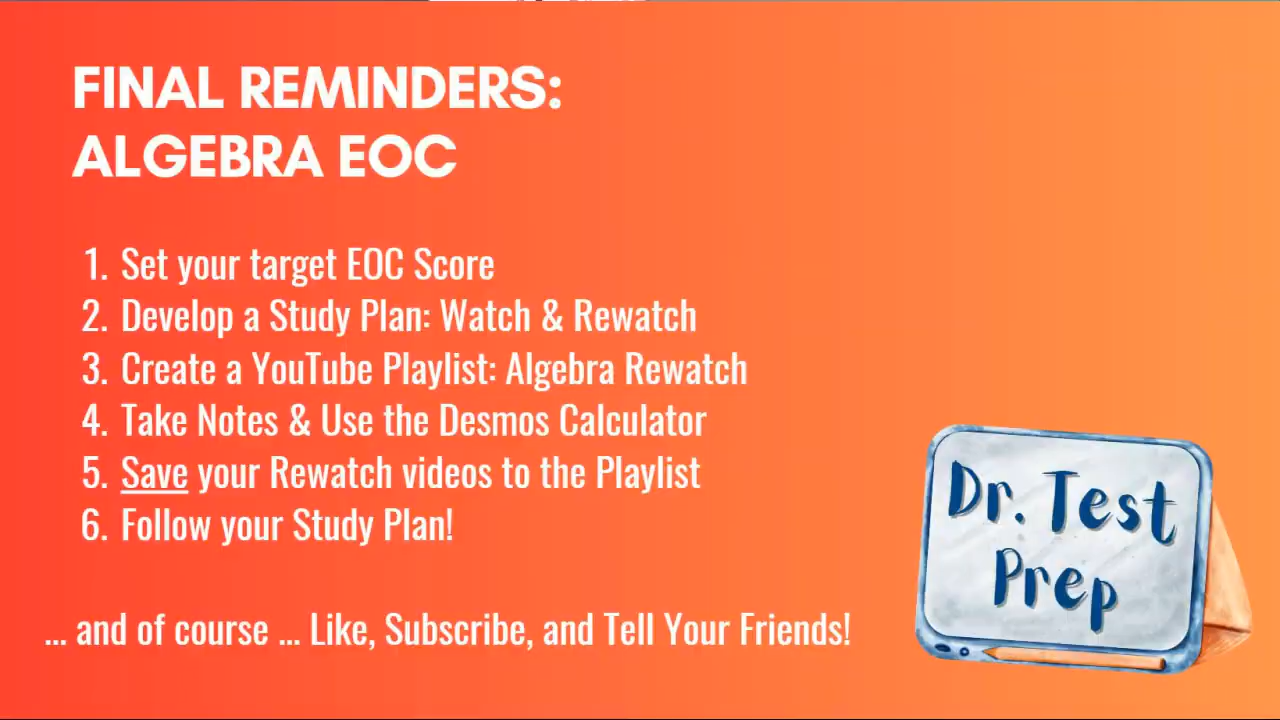 FINAL REMINDERS:
ALGEBRA EOC
1. Set your target EOC Score
2. Develop a Study Plan: Watch & Rewatch
3. Create a YouTube Playlist: Algebra Rewatch
4. Take Notes & Use the Desmos Calculator
5. Save your Rewatch videos to the Playlist
6. Follow your Study Plan!
... and of course ... Like, Subscribe, and Tell Your Friends!
Dr. Test
Prep